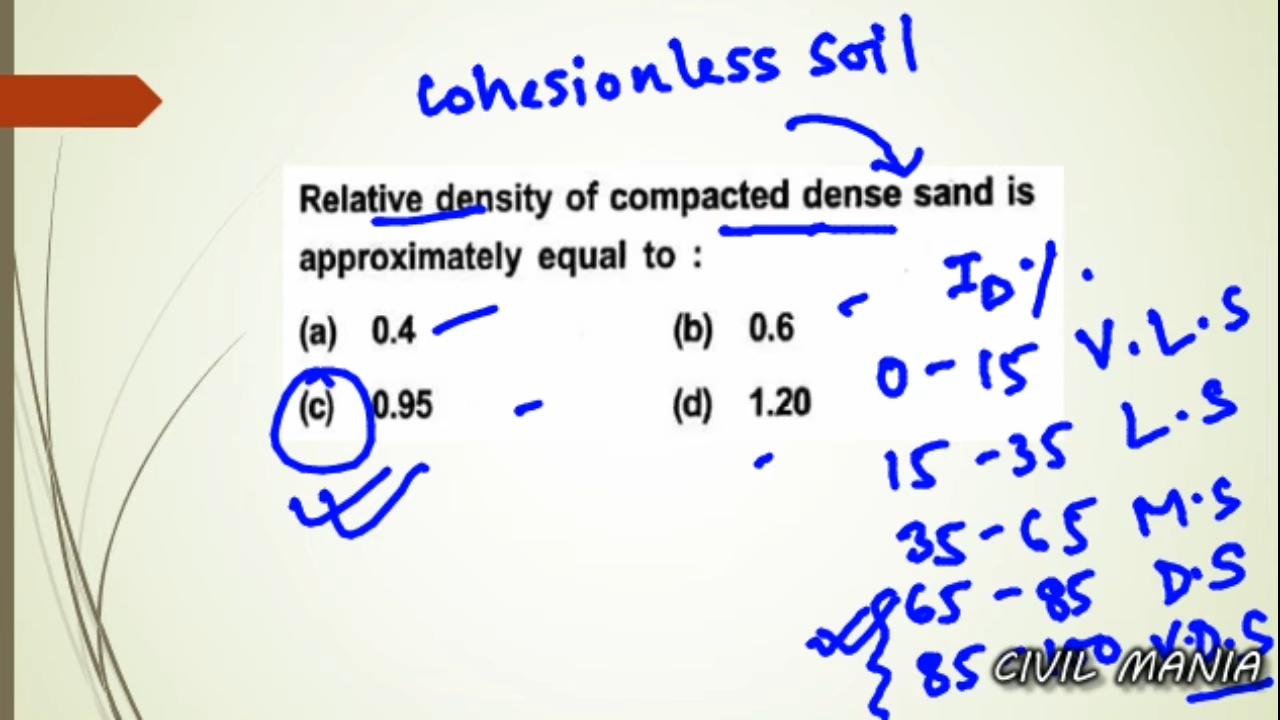 cohesionless soil
Relative density of compacted dense sand is
approximately equal to :
(a) 0.4 (b) 0.6
(c) 0.95 (d) 1.20
ID %.
0 - 15 V.L.S
15 - 35 L.S
35 - 65 M.S
65 - 85 D.S
85 - 100 V.D.S
CIVIL MANIA